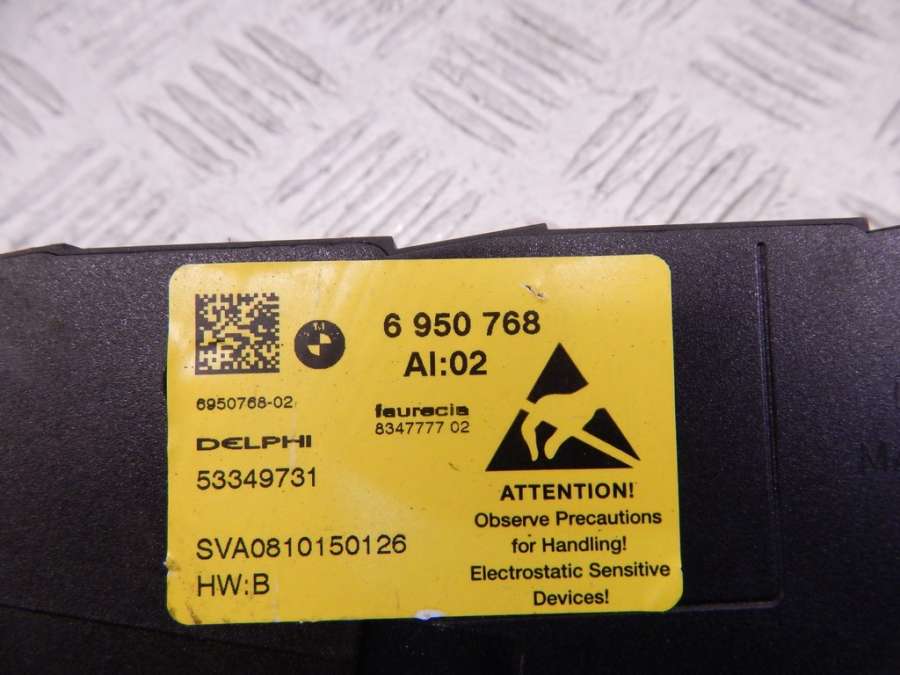 6 950 768
AI:02
6950768-02
faurecia
8347777 02
DELPHI
53349731
SVA0810150126
HW:B
ATTENTION!
Observe Precautions
for Handling!
Electrostatic Sensitive
Devices!